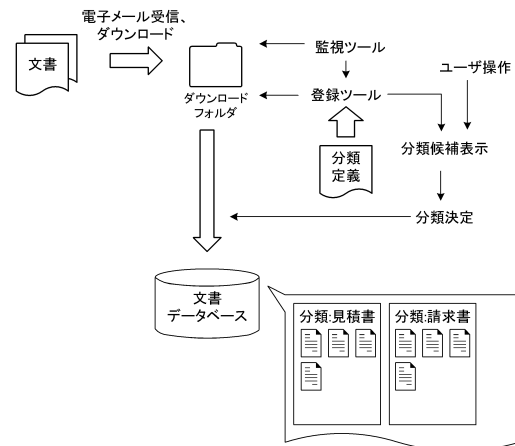 電子メール受信、
ダウンロード
文書
監視ツール
ユーザ操作
ダウンロード
フォルダ
登録ツール
分類
定義
分類候補表示
分類決定
文書
データベース
分類:見積書
分類:請求書